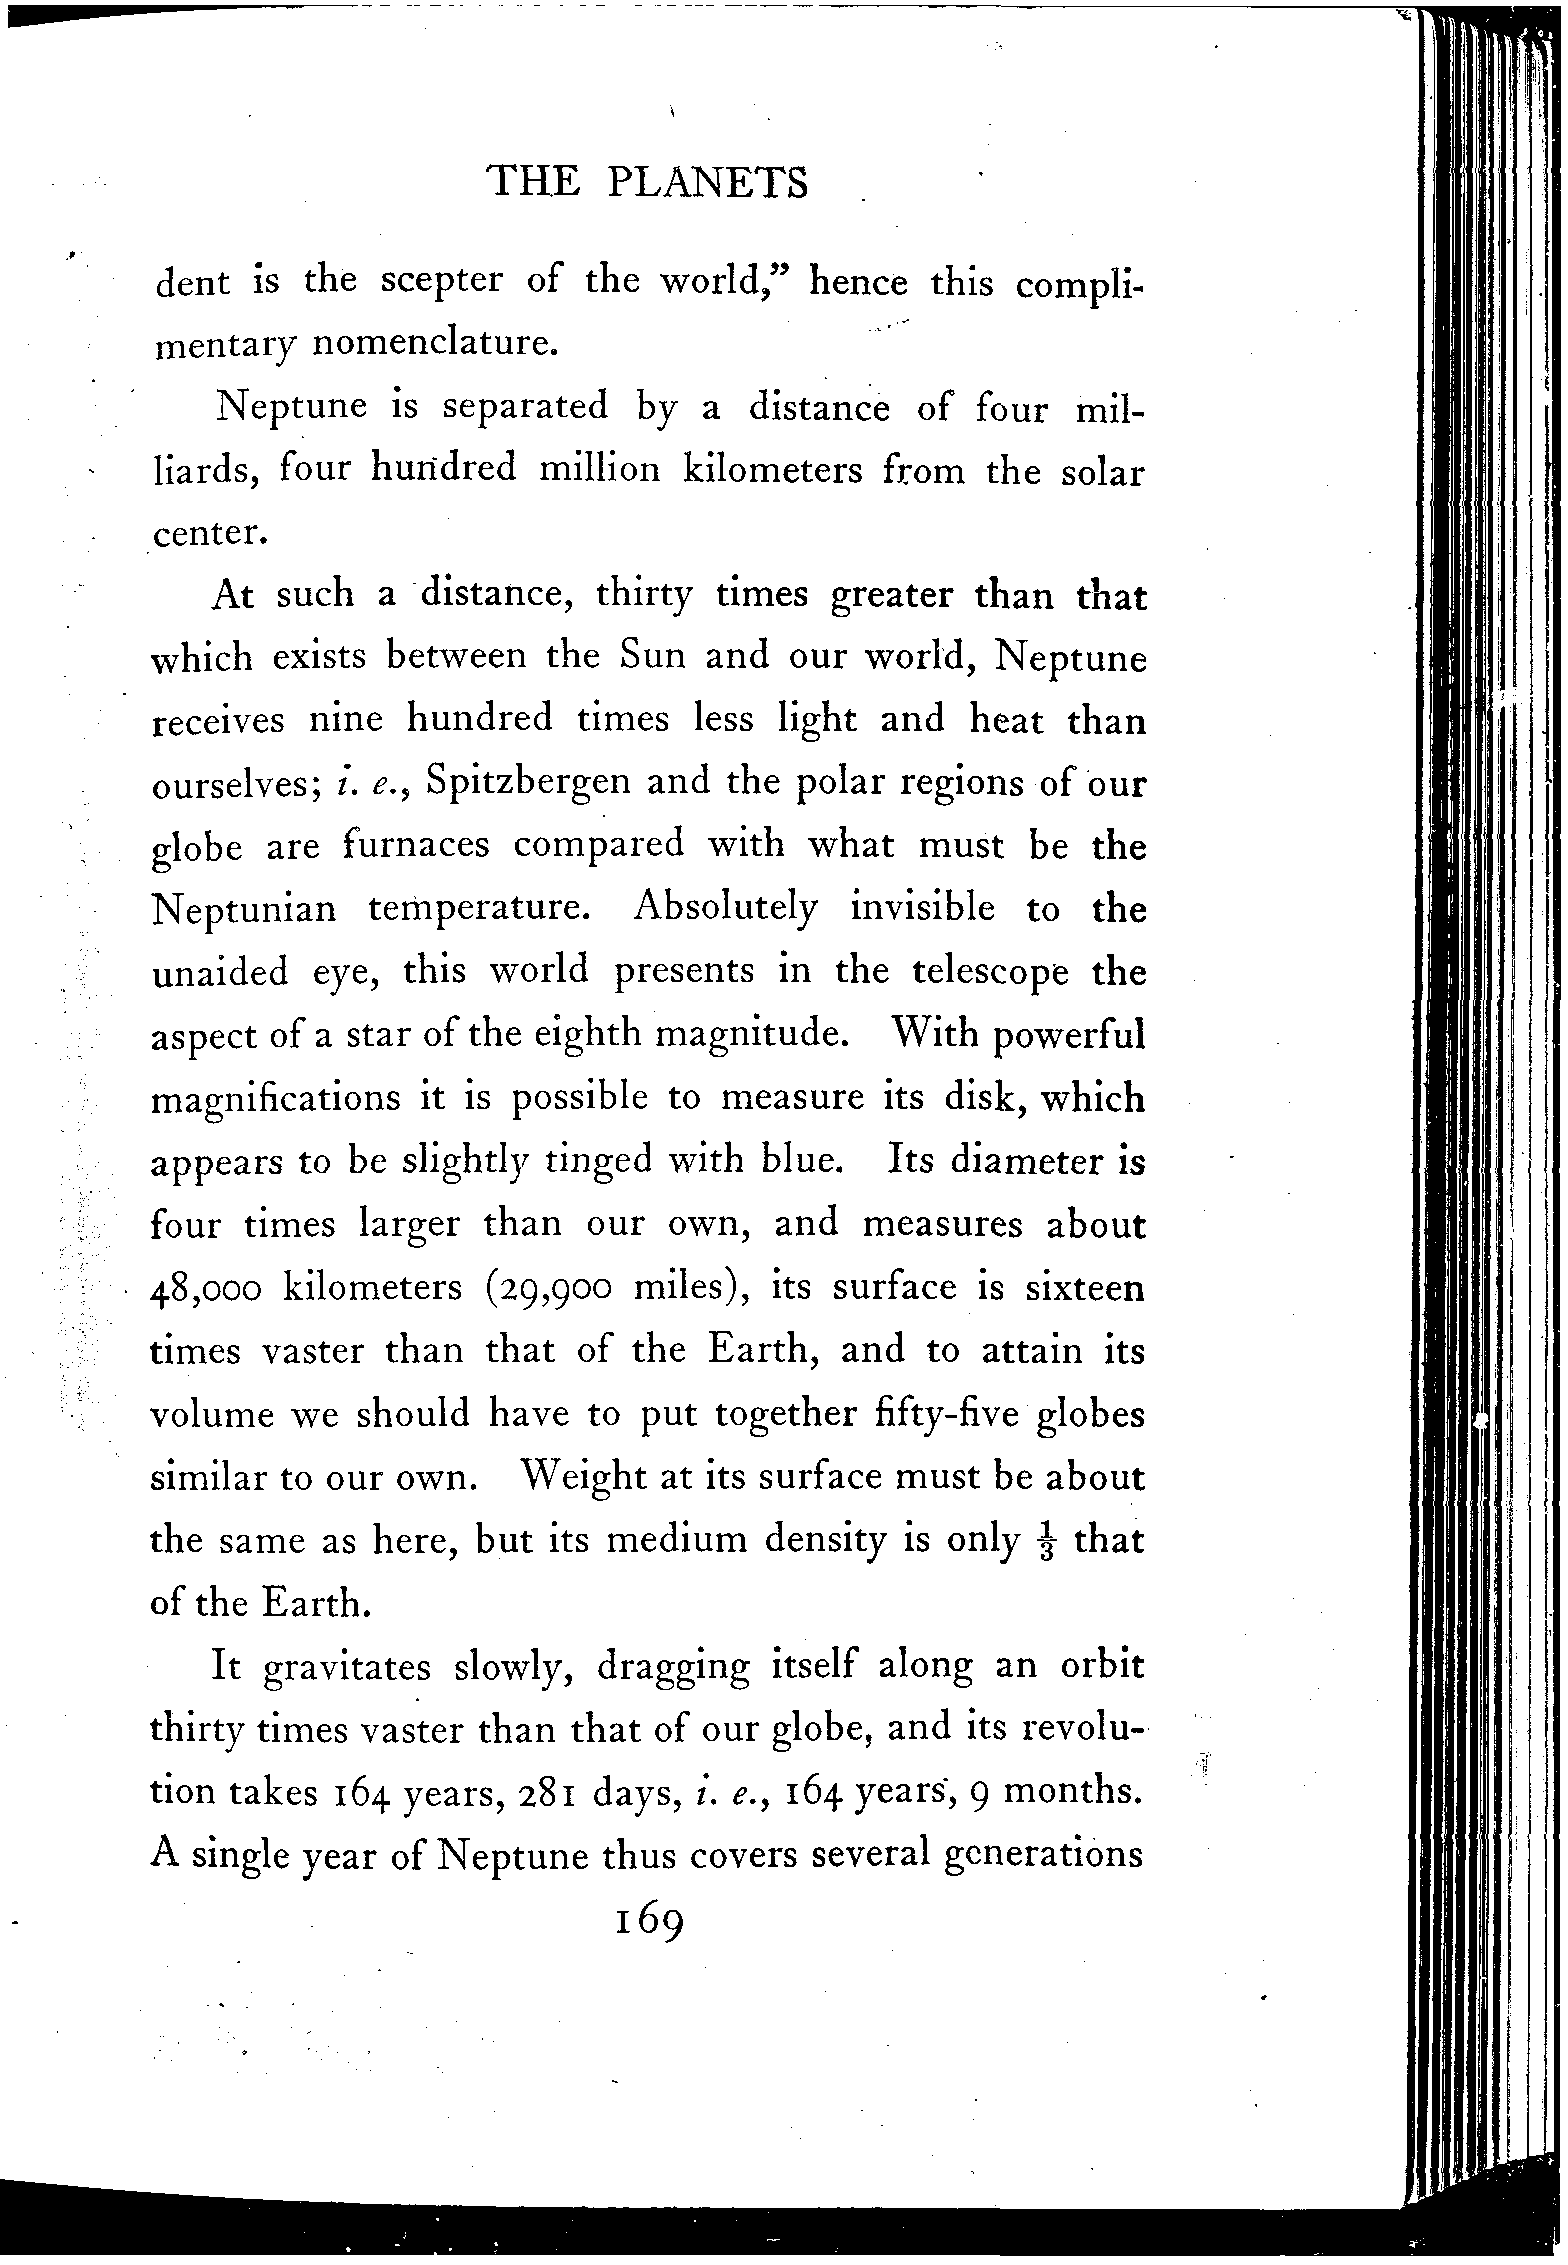 THE PLANETS
dent is the scepter of the world,” hence this compli-
mentary nomenclature.
Neptune is separated by a distance of four mil-
liards, four hundred million kilometers from the solar
center.
At such a distance, thirty times greater than that
which exists between the Sun and our world, Neptune
receives nine hundred times less light and heat than
ourselves; i. e., Spitzbergen and the polar regions of our
globe are furnaces compared with what must be the
Neptunian temperature. Absolutely invisible to the
unaided eye, this world presents in the telescope the
aspect of a star of the eighth magnitude. With powerful
magnifications it is possible to measure its disk, which
appears to be slightly tinged with blue. Its diameter is
four times larger than our own, and measures about
48,000 kilometers (29,900 miles), its surface is sixteen
times vaster than that of the Earth, and to attain its
volume we should have to put together fifty-five globes
similar to our own. Weight at its surface must be about
the same as here, but its medium density is only ⅓ that
of the Earth.
It gravitates slowly, dragging itself along an orbit
thirty times vaster than that of our globe, and its revolu-
tion takes 164 years, 281 days, i. e., 164 years, 9 months.
A single year of Neptune thus covers several generations
169